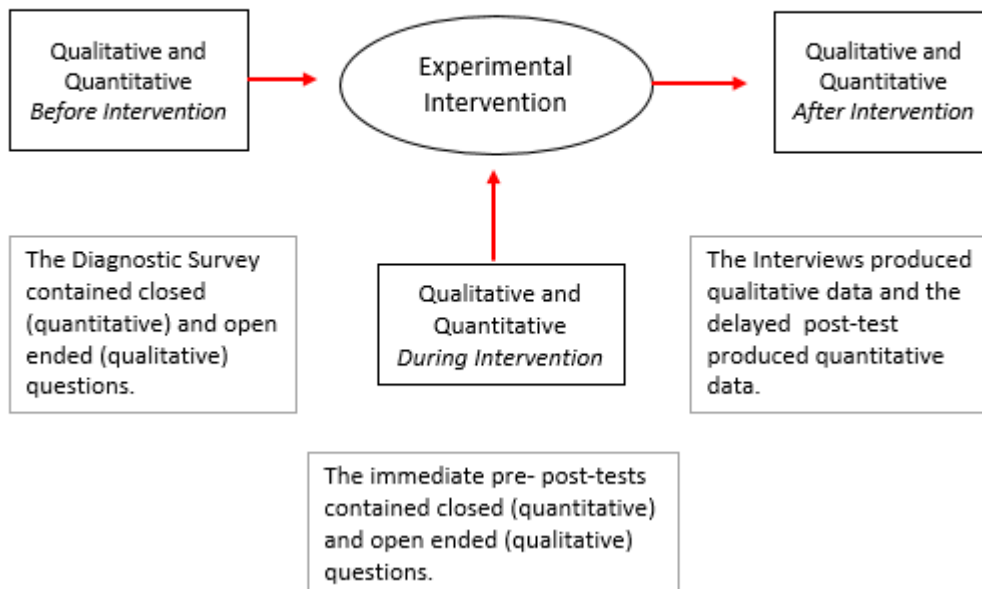 Qualitative and
Quantitative
Before Intervention
Experimental
Intervention
Qualitative and
Quantitative
After Intervention
The Diagnostic Survey
contained closed
(quantitative) and open
ended (qualitative)
questions.
Qualitative and
Quantitative
During Intervention
The Interviews produced
qualitative data and the
delayed post-test
produced quantitative
data.
The immediate pre- post-tests
contained closed (quantitative)
and open ended (qualitative)
questions.